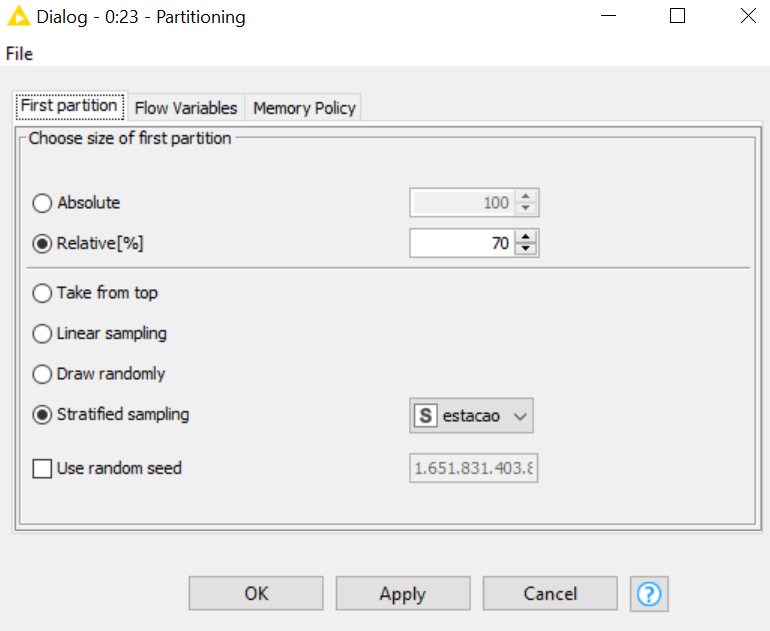 Dialog - 0:23 - Partitioning
File
First partition Flow Variables Memory Policy
Choose size of first partition
Absolute 100
Relative[%] 70
Take from top
Linear sampling
Draw randomly
Stratified sampling S estacao
Use random seed 1.651.831.403.8
OK Apply Cancel ?